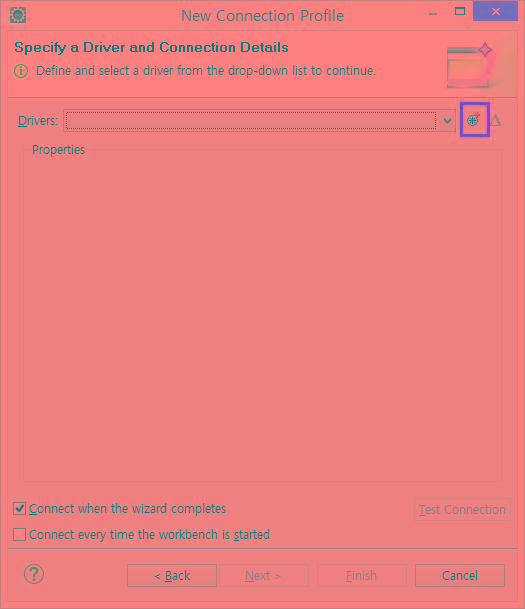 New Connection Profile
Specify a Driver and Connection Details
Define and select a driver from the drop-down list to continue.
Drivers:
Properties
Connect when the wizard completes
Test Connection
Connect every time the workbench is started
< Back Next > Finish Cancel